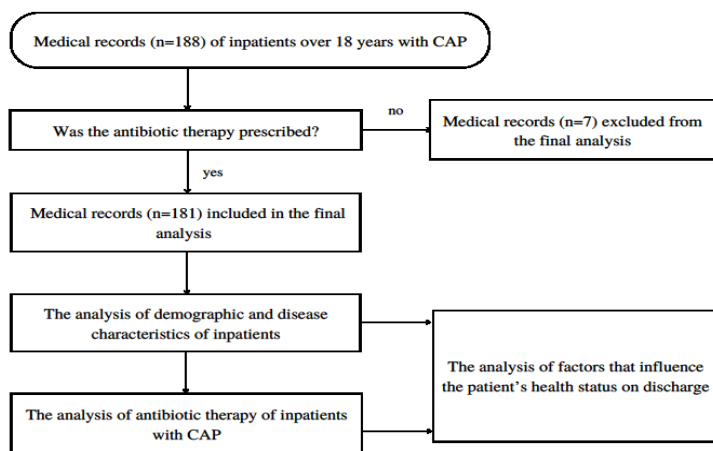 Medical records (n=188) of inpatients over 18 years with CAP
Was the antibiotic therapy prescribed?
no
Medical records (n=7) excluded from
the final analysis
yes
Medical records (n=181) included in the final
analysis
The analysis of demographic and disease
characteristics of inpatients
The analysis of factors that influence
the patient's health status on discharge
The analysis of antibiotic therapy of inpatients
with CAP